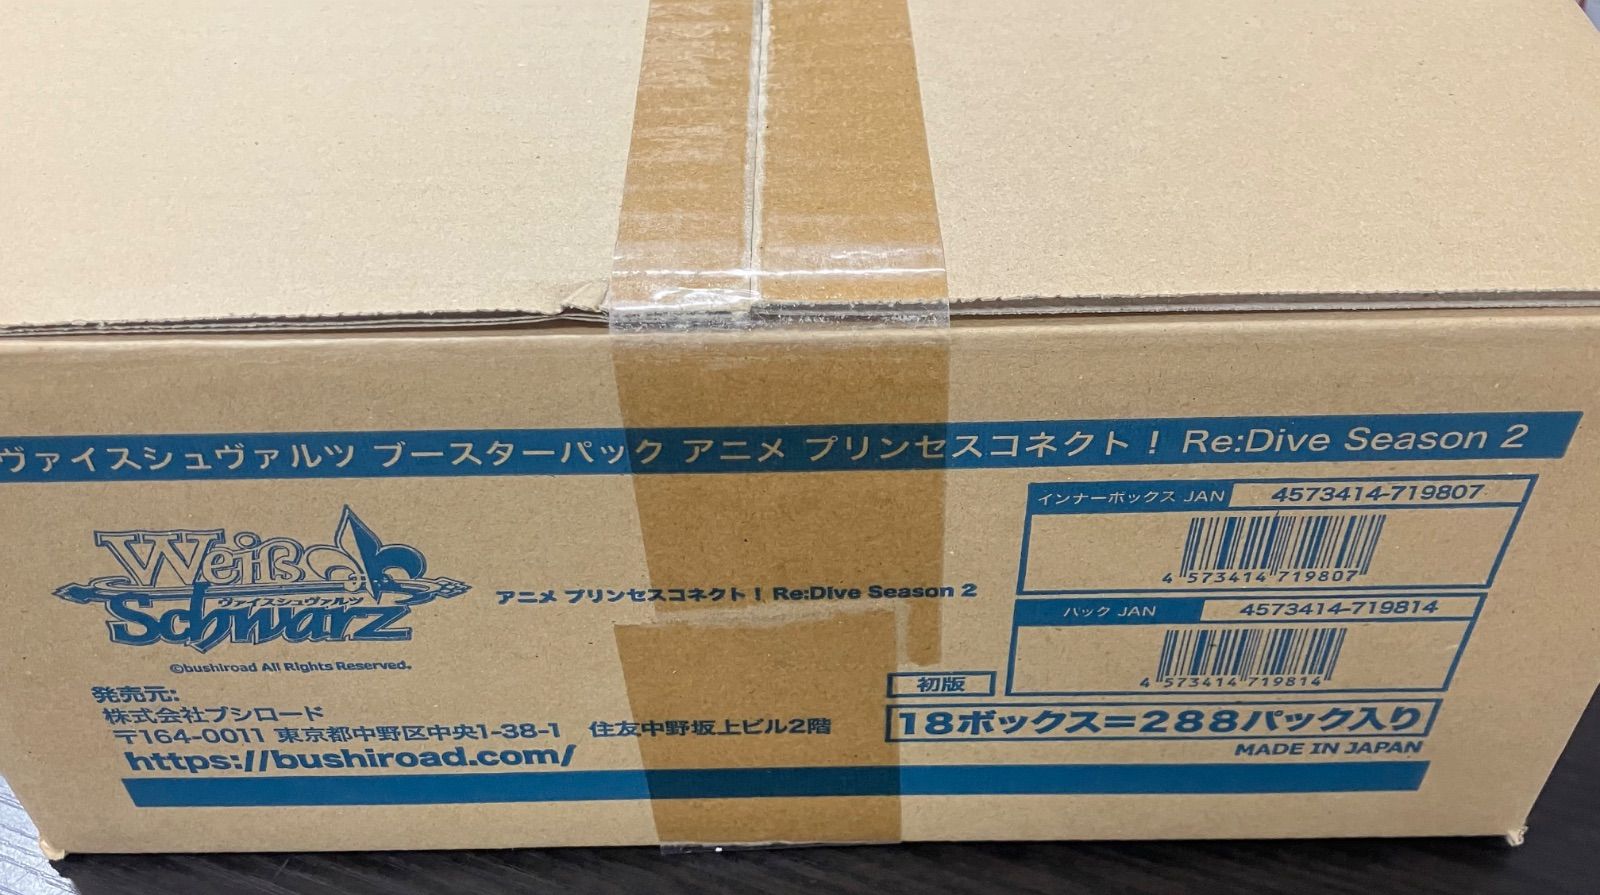 ヴァイスシュヴァルツ ブースターパック アニメ プリンセスコネクト！ Re:Dive Season 2
Weiß
ヴァイスシュヴァルツ
Schwarz
©bushiroad All Rights Reserved.
アニメ プリンセスコネクト！ Re:Dive Season 2
インナーボックス JAN 4573414-719807
4 573414 719807
パック JAN 4573414-719814
4 573414 719814
発売元:
株式会社ブシロード
〒164-0011 東京都中野区中央1-38-1 住友中野坂上ビル2階
https://bushiroad.com/
初版
18ボックス=288パック入り
MADE IN JAPAN